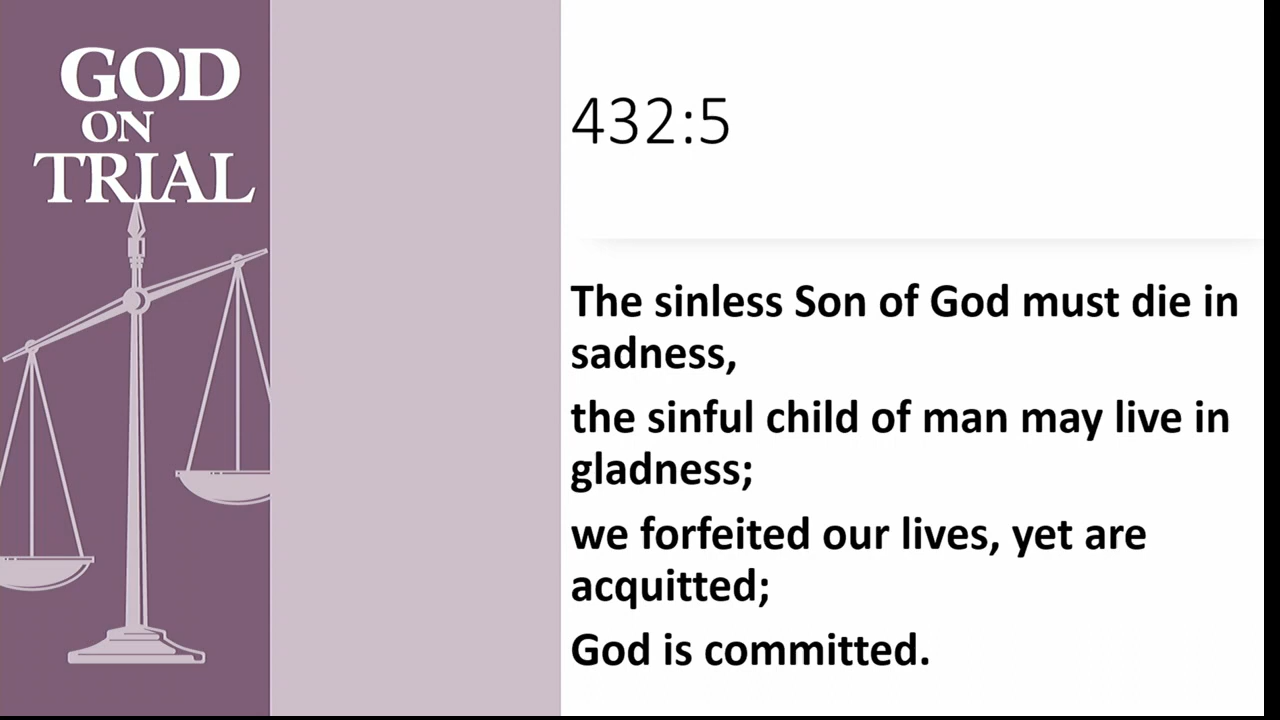 GOD
ON
TRIAL
432:5
The sinless Son of God must die in
sadness,
the sinful child of man may live in
gladness;
we forfeited our lives, yet are
acquitted;
God is committed.